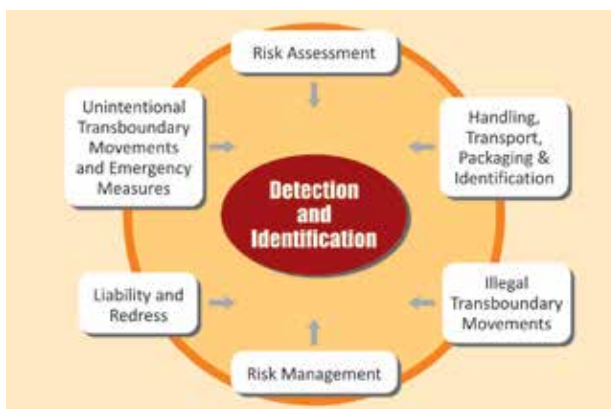 Risk Assessment
Unintentional
Transboundary
Movements
and Emergency
Measures
Handling,
Transport,
Packaging &
Identification
Detection
and
Identification
Liability and
Redress
Illegal
Transboundary
Movements
Risk Management